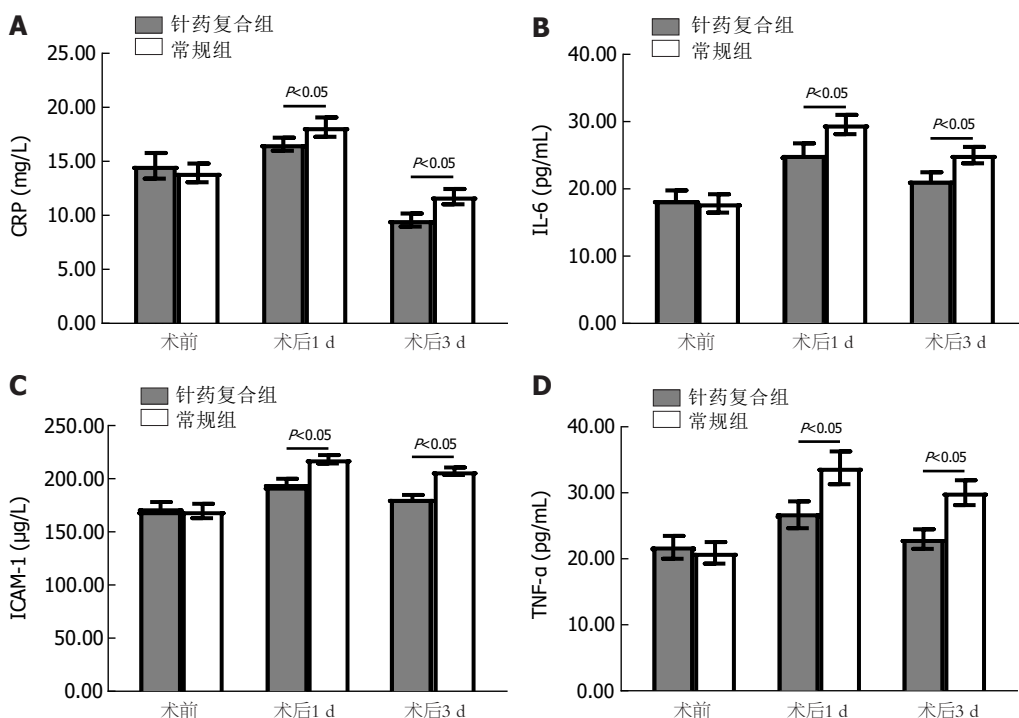 A
针药复合组
常规组
25.00
20.00
15.00
10.00
5.00
0.00
CRP (mg/L)
P<0.05
P<0.05
术前
术后1 d
术后3 d
B
针药复合组
常规组
40.00
30.00
20.00
10.00
0.00
IL-6 (pg/mL)
P<0.05
P<0.05
术前
术后1 d
术后3 d
C
针药复合组
常规组
250.00
200.00
150.00
100.00
50.00
0.00
ICAM-1 (μg/L)
P<0.05
P<0.05
术前
术后1 d
术后3 d
D
针药复合组
常规组
40.00
30.00
20.00
10.00
0.00
TNF-α (pg/mL)
P<0.05
P<0.05
术前
术后1 d
术后3 d